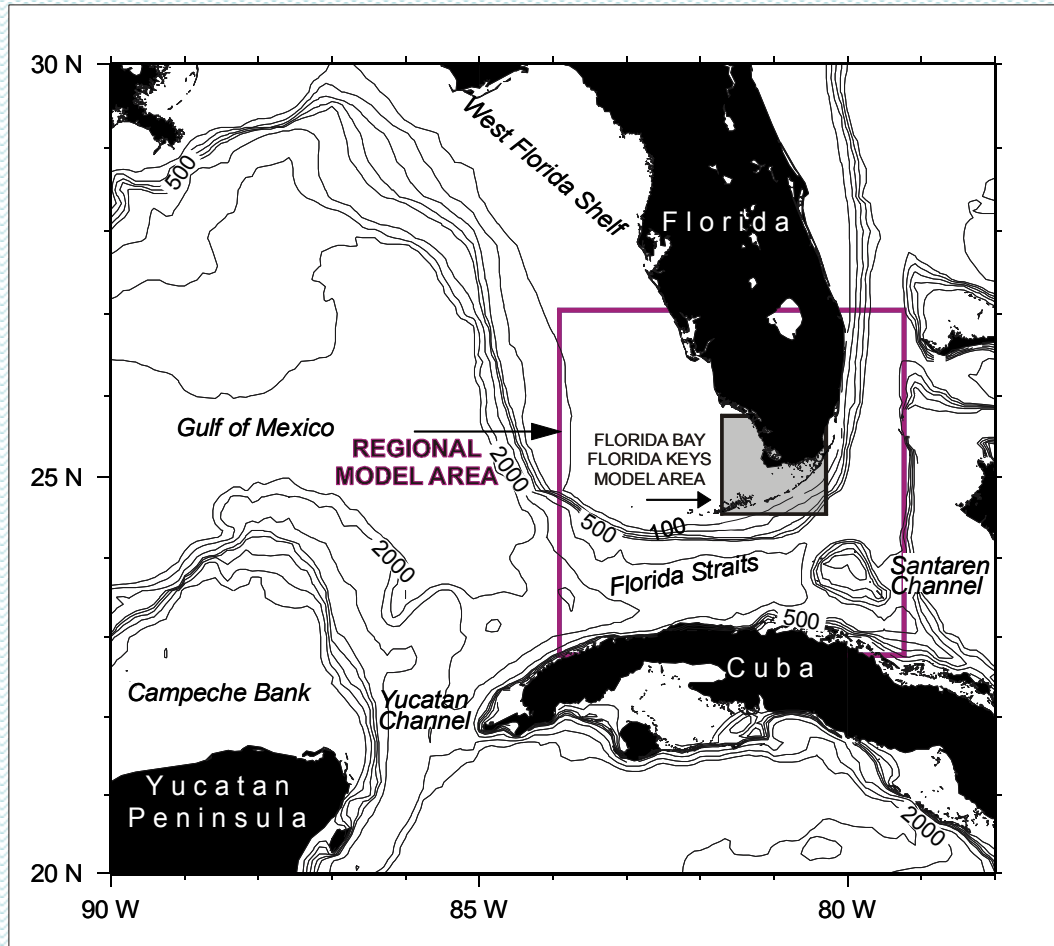 30 N
West Florida Shelf
500
Florida
Gulf of Mexico
REGIONAL
MODEL AREA
2000
FLORIDA BAY
FLORIDA KEYS
MODEL AREA
25 N
500
100
2000
Florida Straits
Santaren
Channel
500
Cuba
Campeche Bank
Yucatan
Channel
Yucatan
Peninsula
2000
20 N
90 W
85 W
80 W